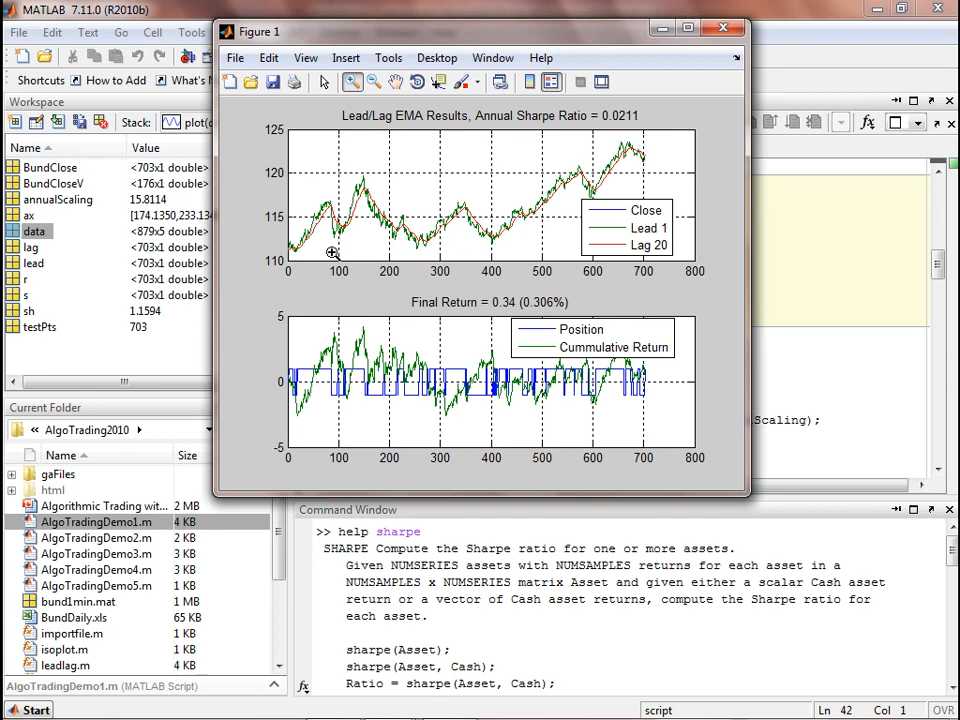 MATLAB 7.11.0 (R2010b)
File Edit Text Go Cell Tools
Shortcuts How to Add What's
Workspace
Stack: plot(
Name Value
BundClose <703x1 double>
BundCloseV <176x1 double>
annualScaling 15.8114
ax [174.1350,233.134
data <879x5 double>
lag <703x1 double>
lead <703x1 double>
r <703x1 double>
s <703x1 double>
sh 1.1594
testPts 703
Current Folder
« AlgoTrading2010
Name Size
gaFiles
html
Algorithmic Trading wit... 2 MB
AlgoTradingDemo1.m 4 KB
AlgoTradingDemo2.m 3 KB
AlgoTradingDemo3.m 3 KB
AlgoTradingDemo4.m 3 KB
AlgoTradingDemo5.m 1 KB
bund1min.mat 1 MB
BundDaily.xls 65 KB
importfile.m 1 KB
isoplot.m 1 KB
leadlag.m 4 KB
AlgoTradingDemo1.m (MATLAB Script)
Start
Figure 1
File Edit View Insert Tools Desktop Window Help
Lead/Lag EMA Results, Annual Sharpe Ratio = 0.0211
125
120
115
110
0 100 200 300 400 500 600 700 800
Close
Lead 1
Lag 20
Final Return = 0.34 (0.306%)
5
0
-5
0 100 200 300 400 500 600 700 800
Position
Cummulative Return
Scaling);
Command Window
>> help sharpe
SHARPE Compute the Sharpe ratio for one or more assets.
Given NUMSERIES assets with NUMSAMPLES returns for each asset in a
NUMSAMPLES x NUMSERIES matrix Asset and given either a scalar Cash asset
return or a vector of Cash asset returns, compute the Sharpe ratio for
each asset.
sharpe(Asset);
sharpe(Asset, Cash);
Ratio = sharpe(Asset, Cash);
fx
script Ln 42 Col 1 OVR